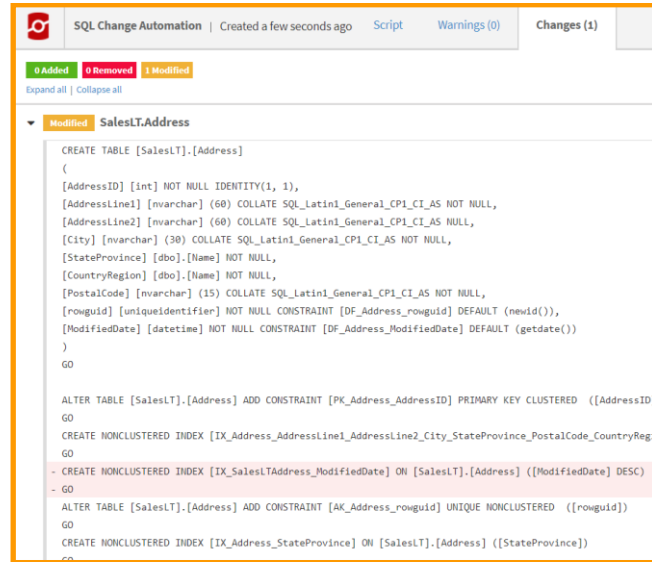 SQL Change Automation | Created a few seconds ago Script Warnings (0) Changes (1)
0 Added 0 Removed 1 Modified
Expand all | Collapse all
Modified SalesLT.Address
CREATE TABLE [SalesLT].[Address]
(
[AddressID] [int] NOT NULL IDENTITY(1, 1),
[AddressLine1] [nvarchar] (60) COLLATE SQL_Latin1_General_CP1_CI_AS NOT NULL,
[AddressLine2] [nvarchar] (60) COLLATE SQL_Latin1_General_CP1_CI_AS NULL,
[City] [nvarchar] (30) COLLATE SQL_Latin1_General_CP1_CI_AS NOT NULL,
[StateProvince] [dbo].[Name] NOT NULL,
[CountryRegion] [dbo].[Name] NOT NULL,
[PostalCode] [nvarchar] (15) COLLATE SQL_Latin1_General_CP1_CI_AS NOT NULL,
[rowguid] [uniqueidentifier] NOT NULL CONSTRAINT [DF_Address_rowguid] DEFAULT (newid()),
[ModifiedDate] [datetime] NOT NULL CONSTRAINT [DF_Address_ModifiedDate] DEFAULT (getdate())
)
GO
ALTER TABLE [SalesLT].[Address] ADD CONSTRAINT [PK_Address_AddressID] PRIMARY KEY CLUSTERED ([AddressID
GO
CREATE NONCLUSTERED INDEX [IX_Address_AddressLine1_AddressLine2_City_StateProvince_PostalCode_CountryReg
GO
- CREATE NONCLUSTERED INDEX [IX_SalesLTAddress_ModifiedDate] ON [SalesLT].[Address] ([ModifiedDate] DESC)
- GO
ALTER TABLE [SalesLT].[Address] ADD CONSTRAINT [AK_Address_rowguid] UNIQUE NONCLUSTERED ([rowguid])
GO
CREATE NONCLUSTERED INDEX [IX_Address_StateProvince] ON [SalesLT].[Address] ([StateProvince])
GO